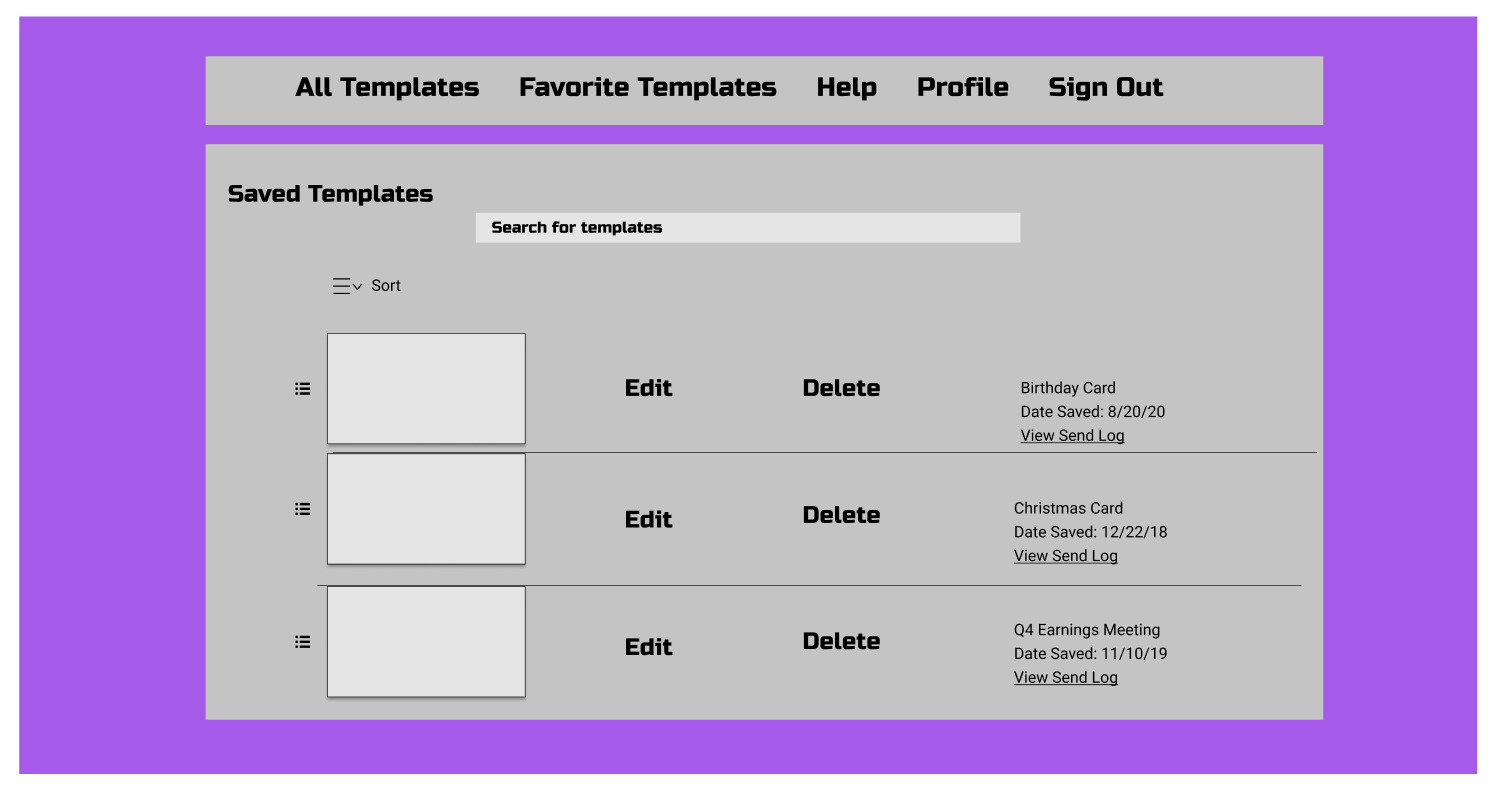 All Templates Favorite Templates Help Profile Sign Out
Saved Templates
Search for templates
Sort
Edit Delete Birthday Card
Date Saved: 8/20/20
View Send Log
Edit Delete Christmas Card
Date Saved: 12/22/18
View Send Log
Edit Delete Q4 Earnings Meeting
Date Saved: 11/10/19
View Send Log